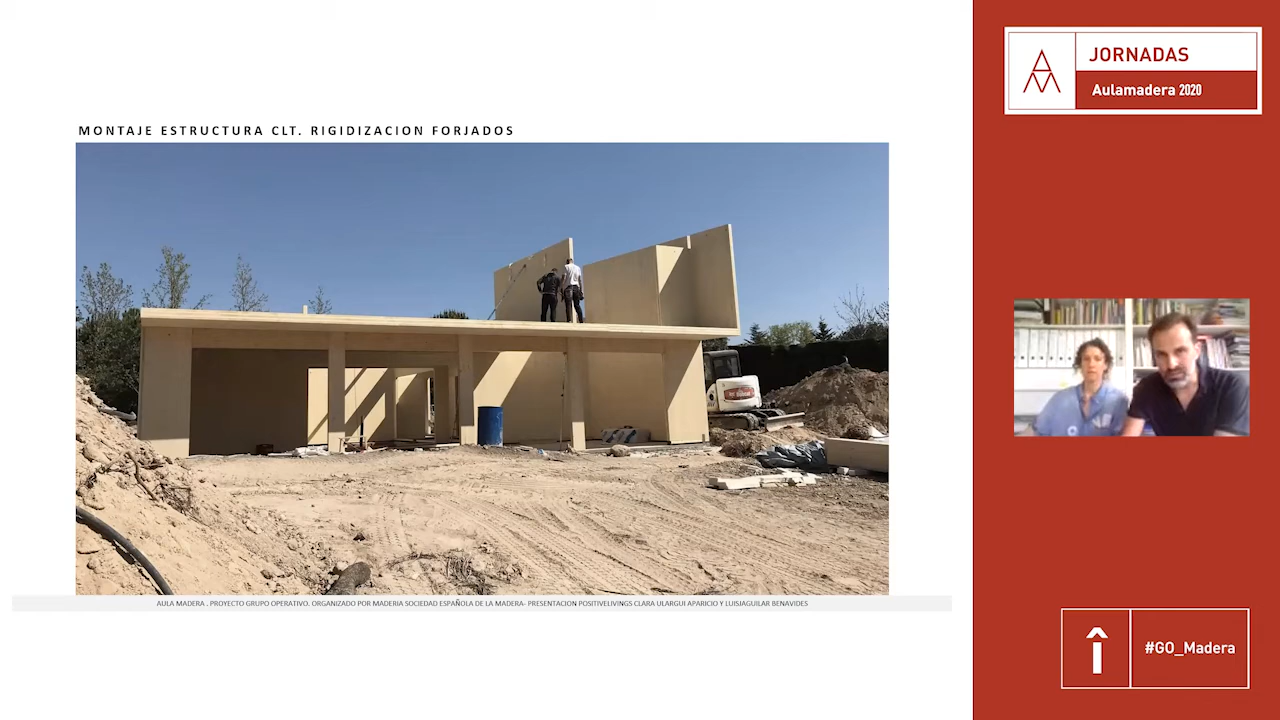 MONTAJE ESTRUCTURA CLT. RIGIDIZACION FORJADOS
AULA MADERA . PROYECTO GRUPO OPERATIVO. ORGANIZADO POR MADERIA SOCIEDAD ESPAÑOLA DE LA MADERA- PRESENTACION POSITIVELIVINGS CLARA ULARGUI APARICIO Y LUISJAGUILAR BENAVIDES
JORNADAS
Aulamadera 2020
#GO_Madera